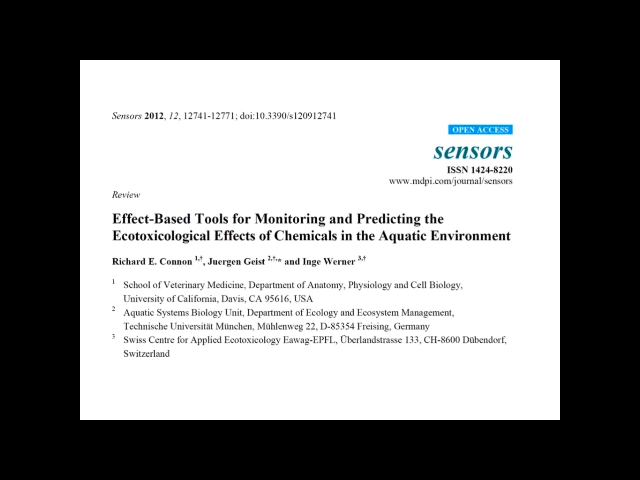 Sensors 2012, 12, 12741-12771; doi:10.3390/s120912741
OPEN ACCESS
sensors
ISSN 1424-8220
www.mdpi.com/journal/sensors
Review
Effect-Based Tools for Monitoring and Predicting the
Ecotoxicological Effects of Chemicals in the Aquatic Environment
Richard E. Connon 1,†, Juergen Geist 2,†,* and Inge Werner 3,†
1 School of Veterinary Medicine, Department of Anatomy, Physiology and Cell Biology,
University of California, Davis, CA 95616, USA
2 Aquatic Systems Biology Unit, Department of Ecology and Ecosystem Management,
Technische Universität München, Mühlenweg 22, D-85354 Freising, Germany
3 Swiss Centre for Applied Ecotoxicology Eawag-EPFL, Überlandstrasse 133, CH-8600 Dübendorf,
Switzerland